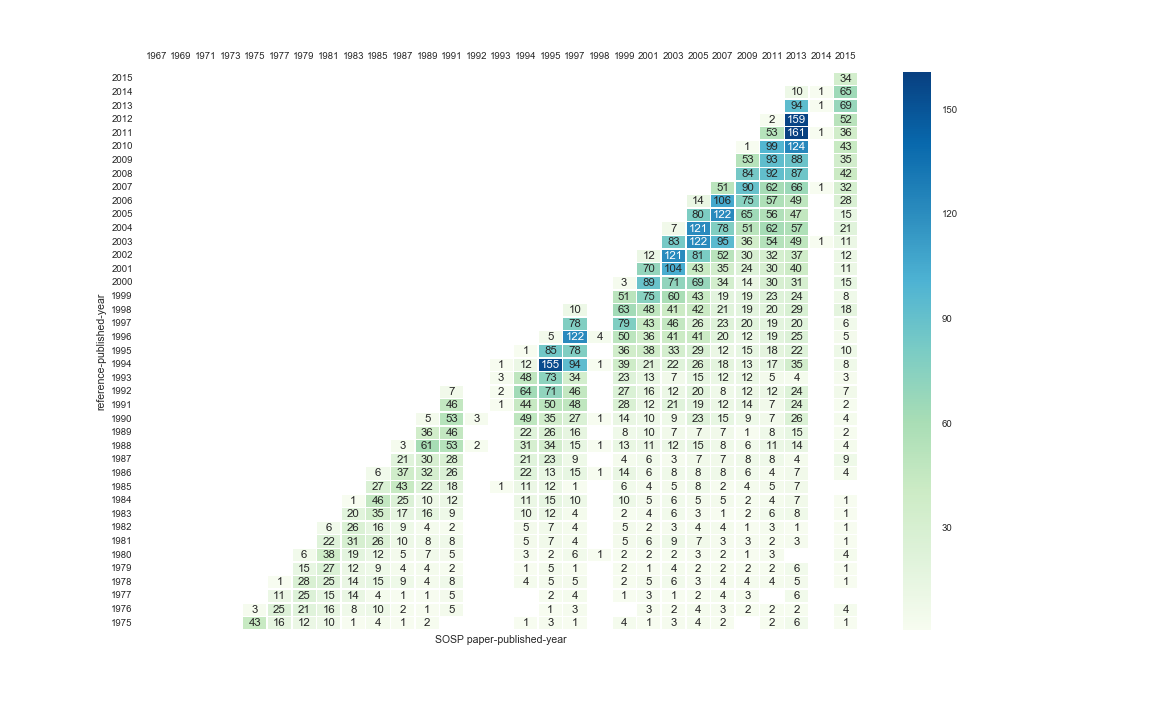 1967 1969 1971 1973 1975 1977 1979 1981 1983 1985 1987 1989 1991 1992 1993 1994 1995 1997 1998 1999 2001 2003 2005 2007 2009 2011 2013 2014 2015
2015 34
2014 10 1 65
2013 94 1 69
2012 2 159 52
2011 53 161 1 36
2010 1 99 124 43
2009 53 93 88 35
2008 84 92 87 42
2007 51 90 62 66 1 32
2006 14 106 75 57 49 28
2005 80 122 65 56 47 15
2004 7 121 78 51 62 57 21
2003 83 122 95 36 54 49 1 11
2002 12 121 81 52 30 32 37 12
2001 70 104 43 35 24 30 40 11
2000 3 89 71 69 34 14 30 31 15
1999 51 75 60 43 19 19 23 24 8
1998 10 63 48 41 42 21 19 20 29 18
1997 78 79 43 46 26 23 20 19 20 6
1996 5 122 4 50 36 41 41 20 12 19 25 5
1995 1 85 78 36 38 33 29 12 15 18 22 10
1994 1 12 155 94 1 39 21 22 26 18 13 17 35 8
1993 3 48 73 34 23 13 7 15 12 12 5 4 3
1992 7 2 64 71 46 27 16 12 20 8 12 12 24 7
1991 46 1 44 50 48 28 12 21 19 12 14 7 24 2
1990 5 53 3 49 35 27 1 14 10 9 23 15 9 7 26 4
1989 36 46 22 26 16 8 10 7 7 7 1 8 15 2
1988 3 61 53 2 31 34 15 1 13 11 12 15 8 6 11 14 4
1987 21 30 28 21 23 9 4 6 3 7 7 8 8 4 9
1986 6 37 32 26 22 13 15 1 14 6 8 8 8 6 4 7 4
1985 27 43 22 18 1 11 12 1 6 4 5 8 2 4 5 7
1984 1 46 25 10 12 11 15 10 10 5 6 5 5 2 4 7 1
1983 20 35 17 16 9 10 12 4 2 4 6 3 1 2 6 8 1
1982 6 26 16 9 4 2 5 7 4 5 2 3 4 4 1 3 1 1
1981 22 31 26 10 8 8 5 7 4 5 6 9 7 3 3 2 3 1
1980 6 38 19 12 5 7 5 3 2 6 1 2 2 2 3 2 1 3 4
1979 15 27 12 9 4 4 2 1 5 1 2 1 4 2 2 2 2 6 1
1978 1 28 25 14 15 9 4 8 4 5 5 2 5 6 3 4 4 4 5 1
1977 11 25 15 14 4 1 1 5 2 4 1 3 1 2 4 3 6
1976 3 25 21 16 8 10 2 1 5 1 3 3 2 4 3 2 2 2 4
1975 43 16 12 10 1 4 1 2 1 3 1 4 1 3 4 2 2 6 1
SOSP paper-published-year
reference-published-year
150
120
90
60
30